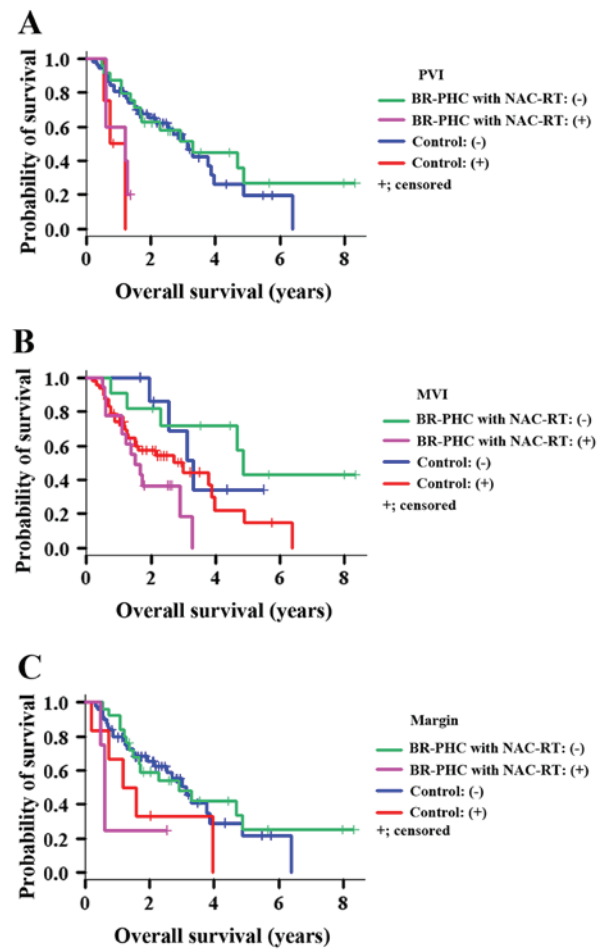 A
PVI
BR-PHC with NAC-RT: (-)
BR-PHC with NAC-RT: (+)
Control: (-)
Control: (+)
+; censored
Probability of survival
1.0
0.8
0.6
0.4
0.2
0.0
0 2 4 6 8
Overall survival (years)
B
MVI
BR-PHC with NAC-RT: (-)
BR-PHC with NAC-RT: (+)
Control: (-)
Control: (+)
+; censored
Probability of survival
1.0
0.8
0.6
0.4
0.2
0.0
0 2 4 6 8
Overall survival (years)
C
Margin
BR-PHC with NAC-RT: (-)
BR-PHC with NAC-RT: (+)
Control: (-)
Control: (+)
+; censored
Probability of survival
1.0
0.8
0.6
0.4
0.2
0.0
0 2 4 6 8
Overall survival (years)